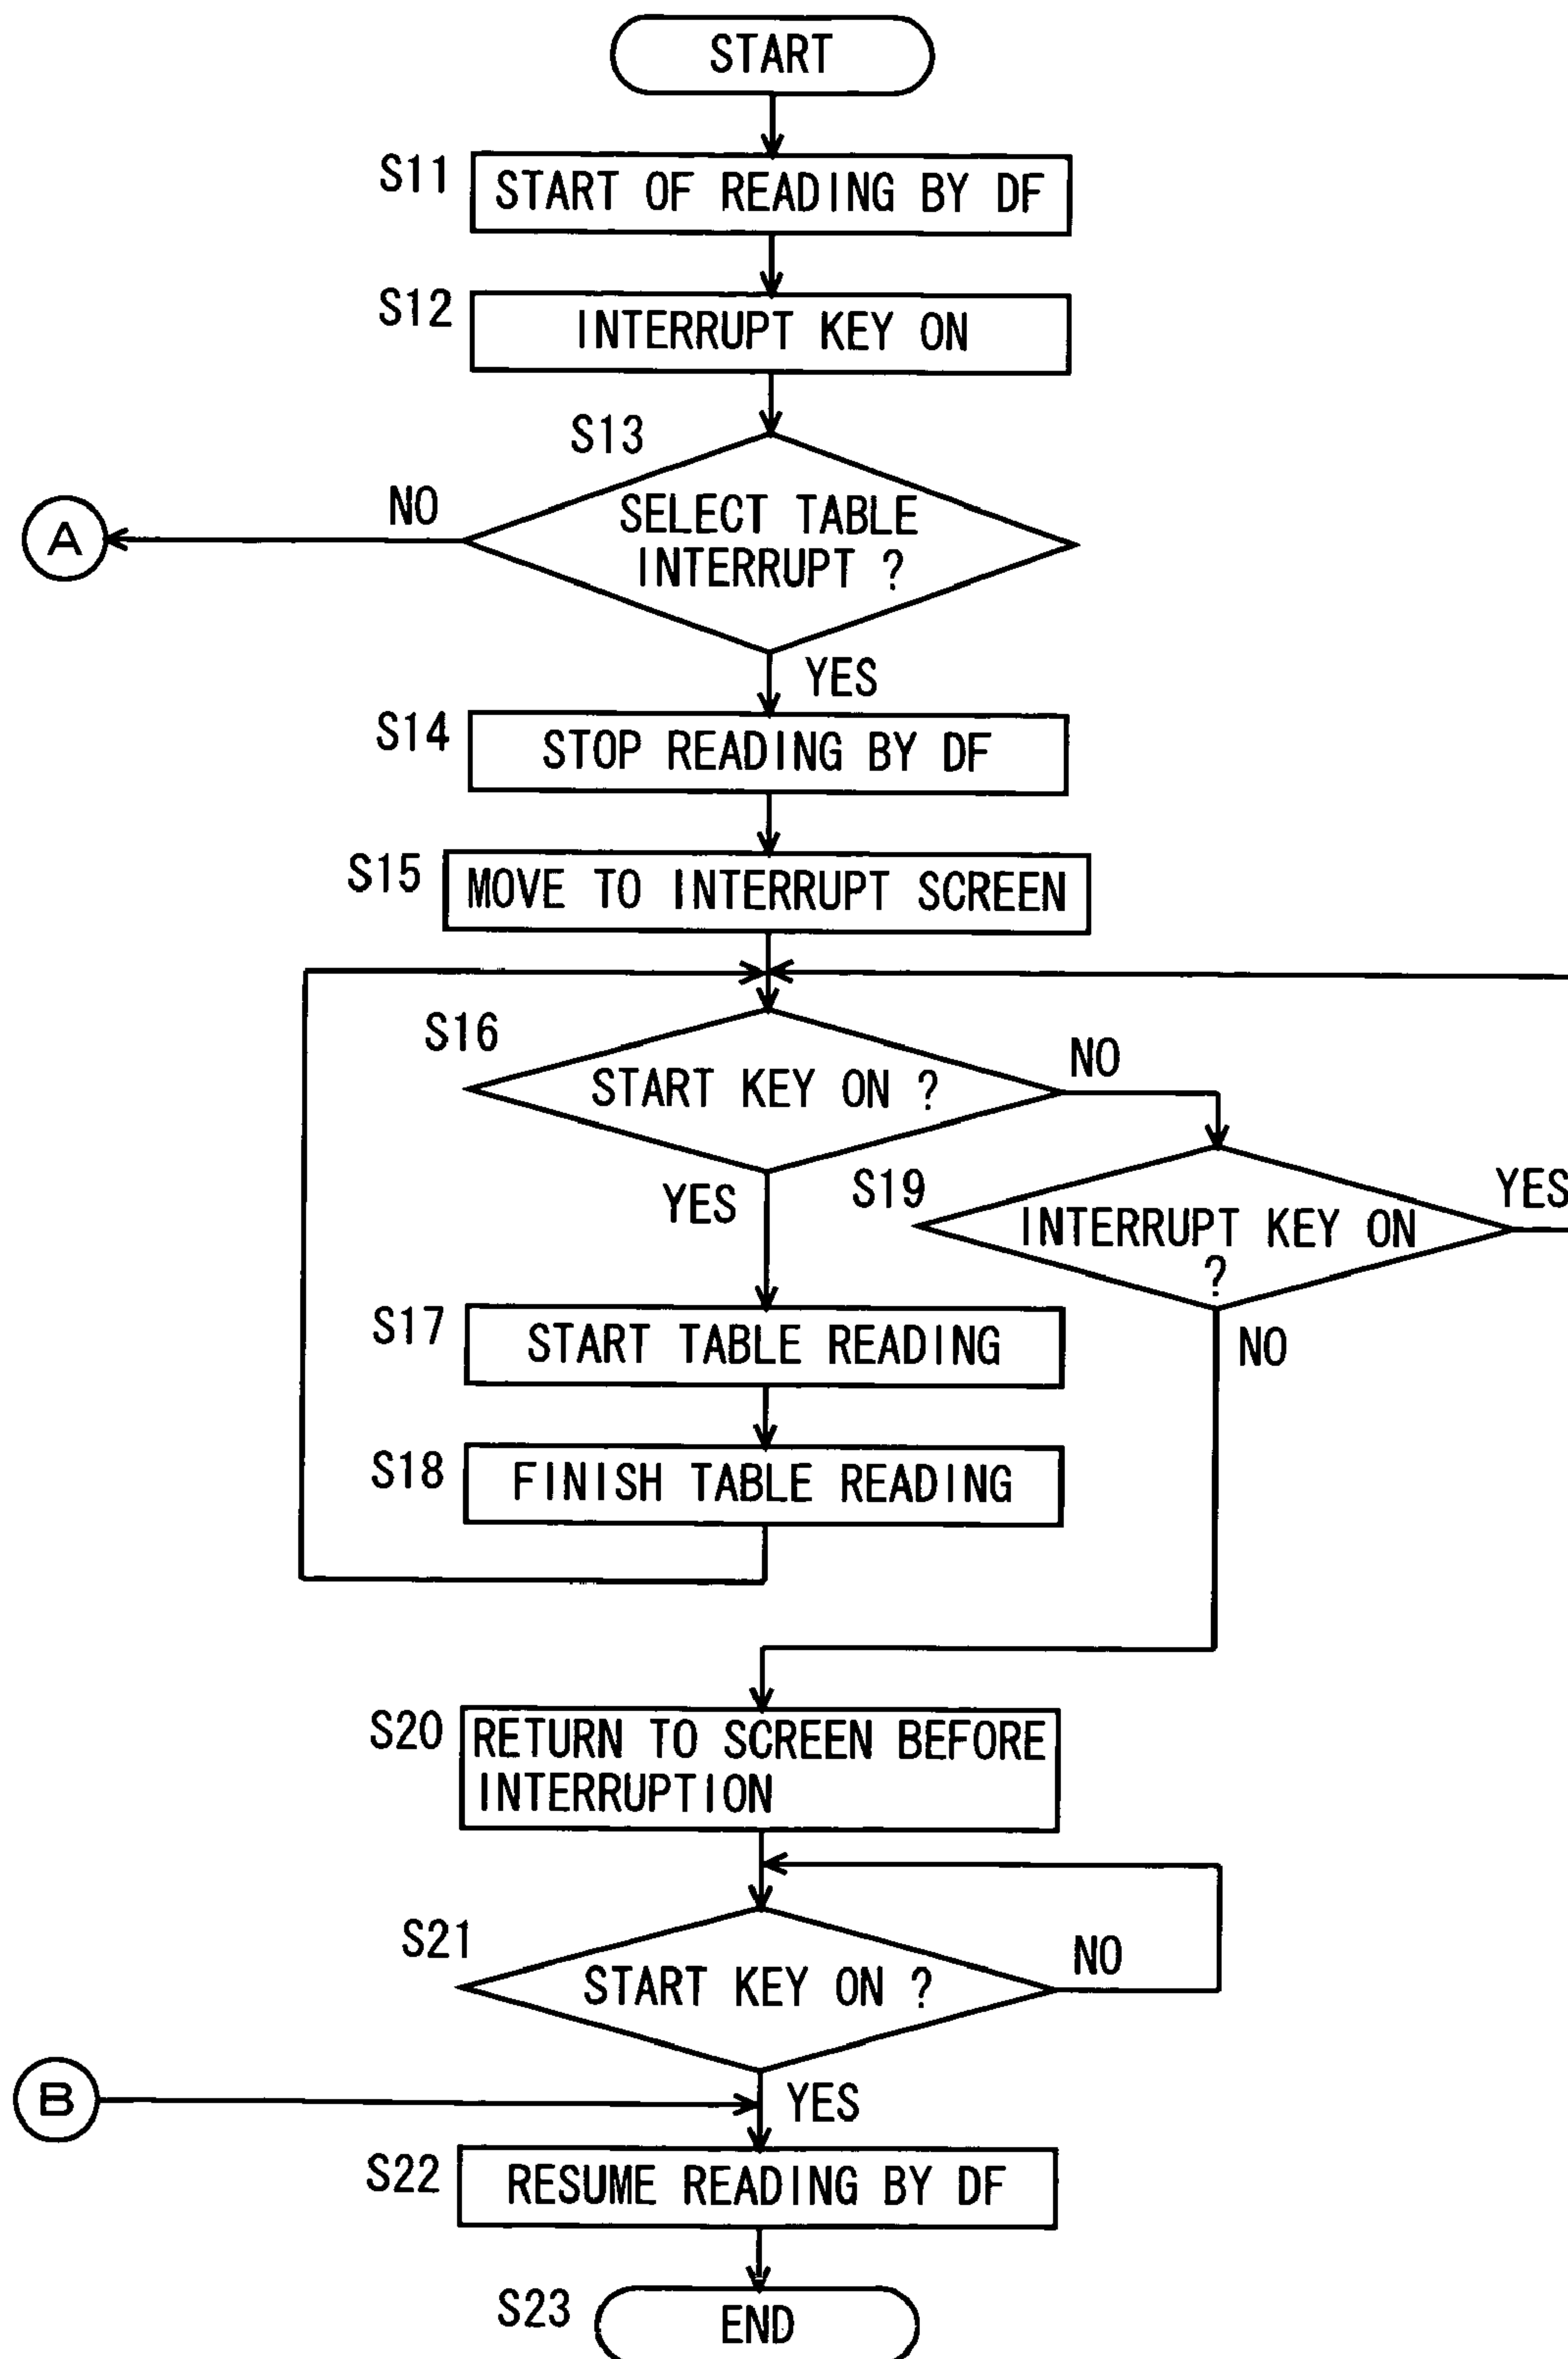 START
S11
START OF READING BY DF
S12
INTERRUPT KEY ON
S13
SELECT TABLE
INTERRUPT ?
NO
A
YES
S14
STOP READING BY DF
S15
MOVE TO INTERRUPT SCREEN
S16
START KEY ON ?
NO
YES
S19
INTERRUPT KEY ON
?
YES
NO
S17
START TABLE READING
S18
FINISH TABLE READING
S20
RETURN TO SCREEN BEFORE
INTERRUPTION
S21
START KEY ON ?
NO
B
YES
S22
RESUME READING BY DF
S23
END